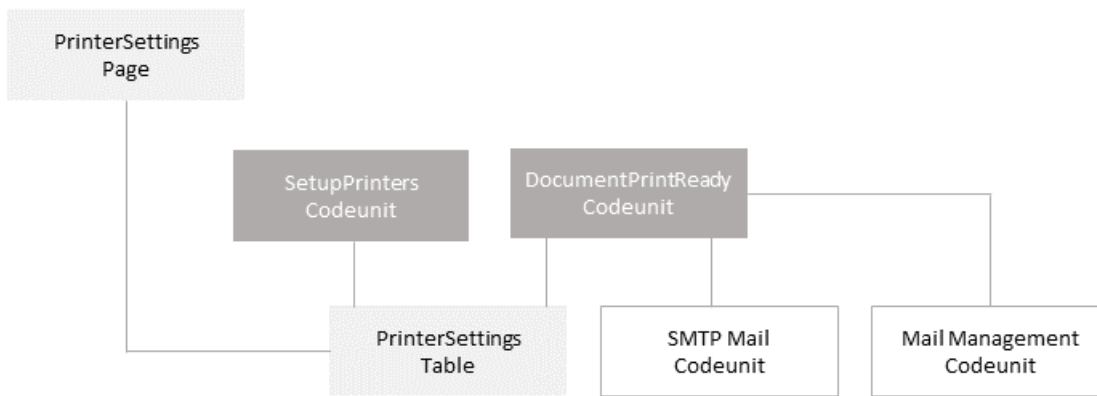 PrinterSettings
Page
SetupPrinters
Codeunit
DocumentPrintReady
Codeunit
PrinterSettings
Table
SMTP Mail
Codeunit
Mail Management
Codeunit